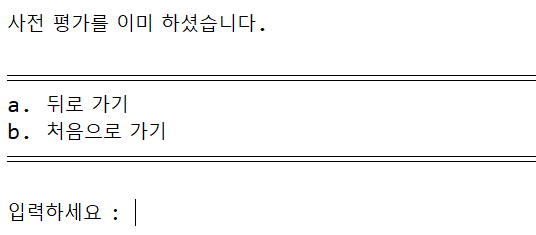 사전 평가를 이미 하셨습니다.
a. 뒤로 가기
b. 처음으로 가기
입력하세요 :